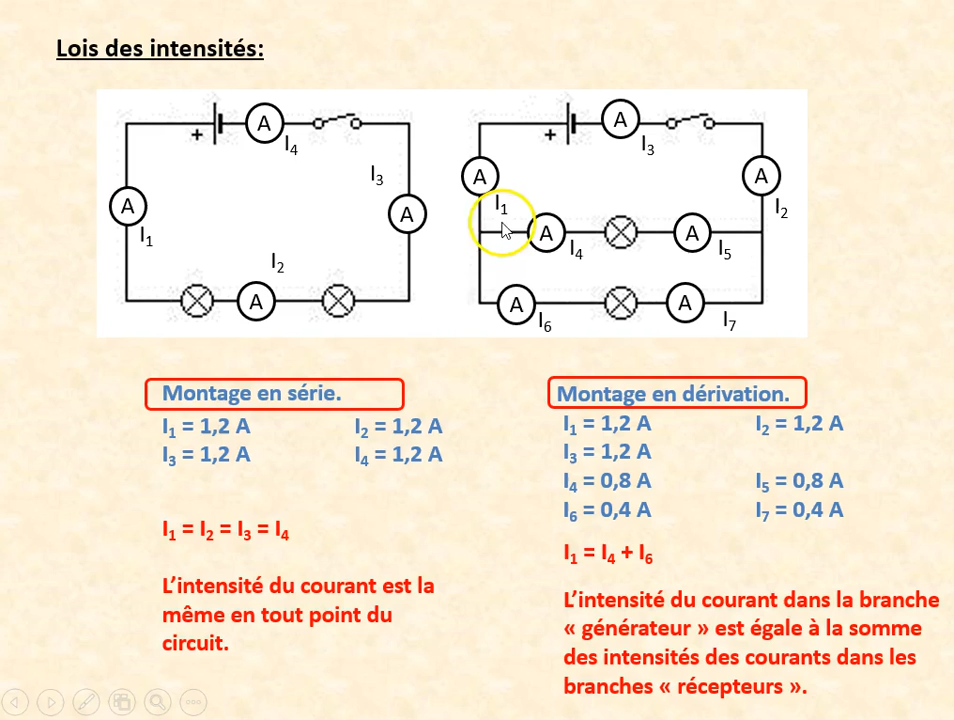 Lois des intensités:
A
I₄
+
I₃
A
A
I₁
I₂
A
A
I₃
+
A
A
I₁
I₂
A
I₄
A
I₅
A
I₆
A
I₇
Montage en série.
I₁ = 1,2 A I₂ = 1,2 A
I₃ = 1,2 A I₄ = 1,2 A
I₁ = I₂ = I₃ = I₄
L’intensité du courant est la
même en tout point du
circuit.
Montage en dérivation.
I₁ = 1,2 A I₂ = 1,2 A
I₃ = 1,2 A
I₄ = 0,8 A I₅ = 0,8 A
I₆ = 0,4 A I₇ = 0,4 A
I₁ = I₄ + I₆
L’intensité du courant dans la branche
« générateur » est égale à la somme
des intensités des courants dans les
branches « récepteurs ».